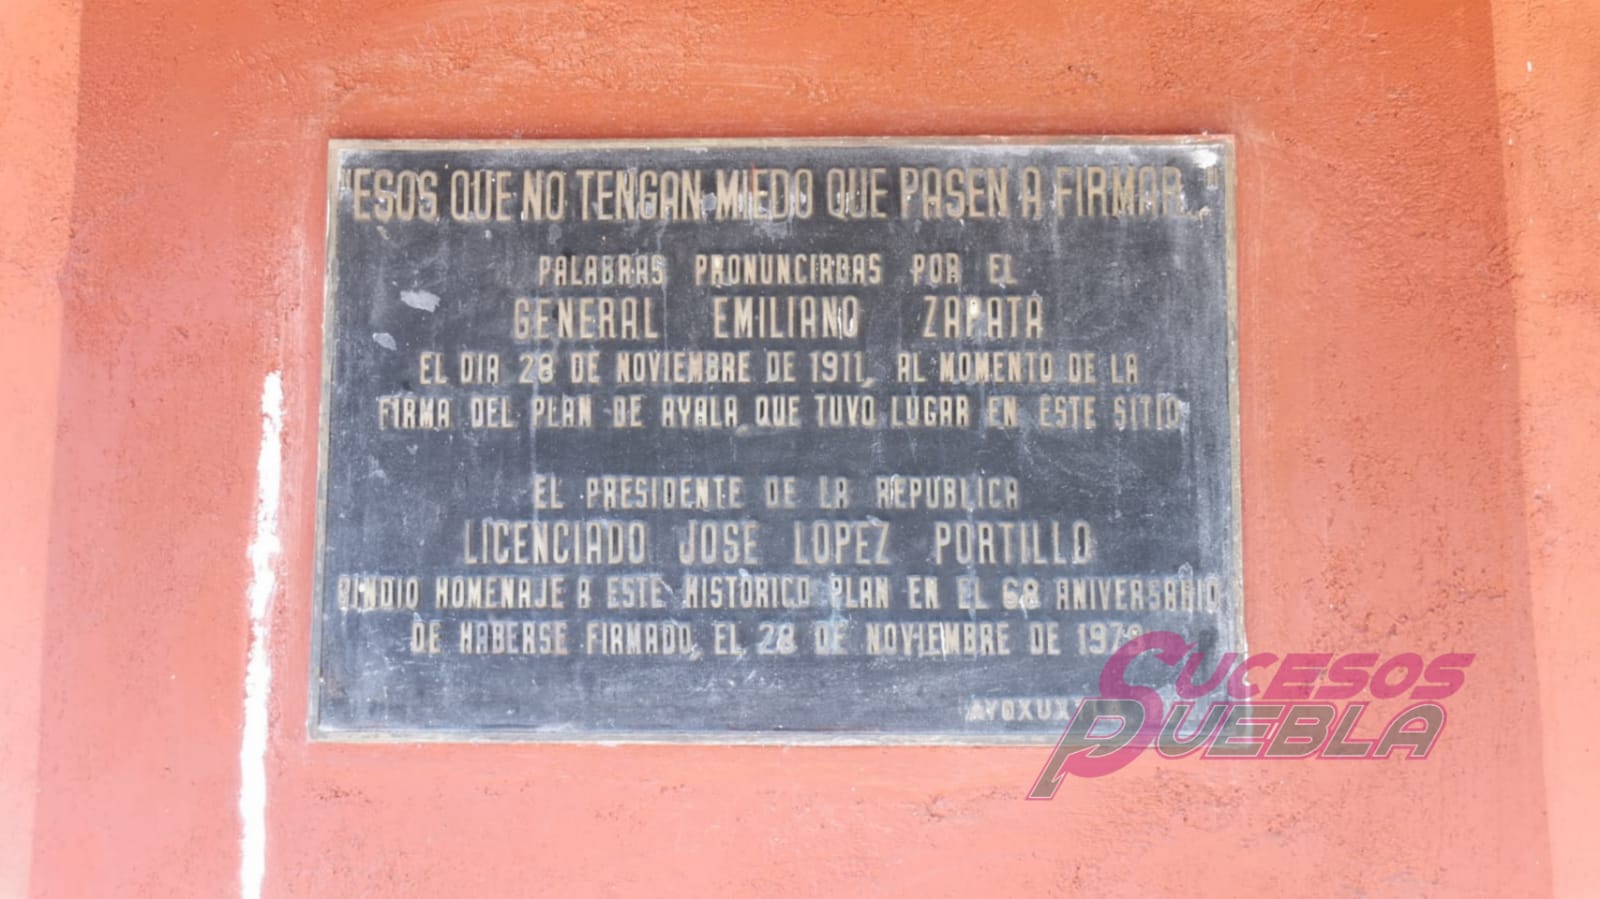 "ESOS QUE NO TENGAN MIEDO QUE PASEN A FIRMAR..."
PALABRAS PRONUNCIADAS POR EL
GENERAL EMILIANO ZAPATA
EL DIA 28 DE NOVIEMBRE DE 1911, AL MOMENTO DE LA
FIRMA DEL PLAN DE AYALA QUE TUVO LUGAR EN ESTE SITIO
EL PRESIDENTE DE LA REPUBLICA
LICENCIADO JOSE LOPEZ PORTILLO
RINDIO HOMENAJE A ESTE HISTORICO PLAN EN EL 68 ANIVERSARIO
DE HABERSE FIRMADO, EL 28 DE NOVIEMBRE DE
SUCESOS
PUEBLA